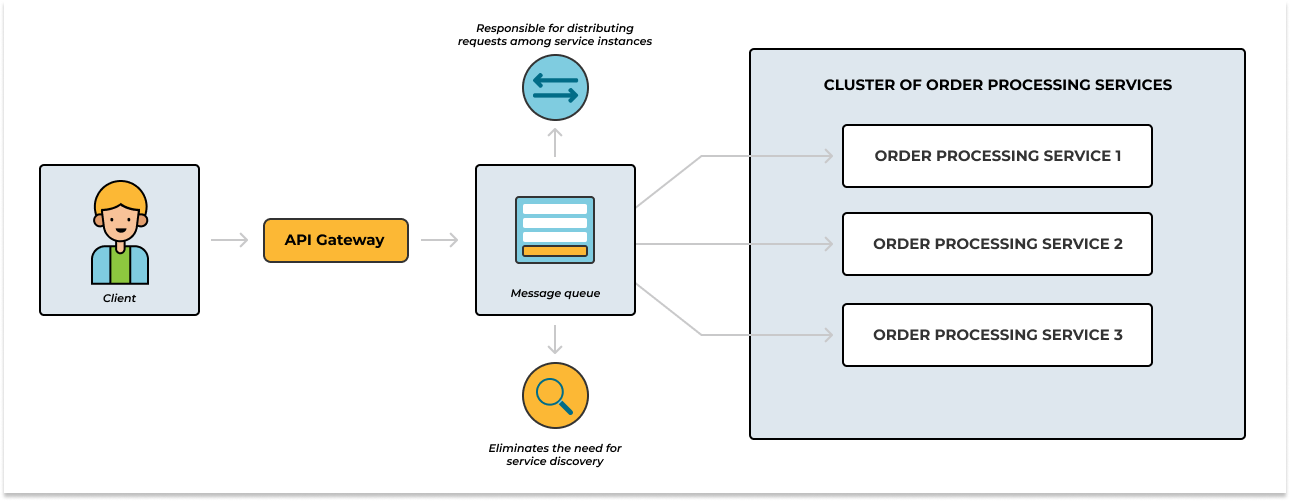 Responsible for distributing
requests among service instances
CLUSTER OF ORDER PROCESSING SERVICES
ORDER PROCESSING SERVICE 1
Client
API Gateway
Message queue
ORDER PROCESSING SERVICE 2
ORDER PROCESSING SERVICE 3
Eliminates the need for
service discovery